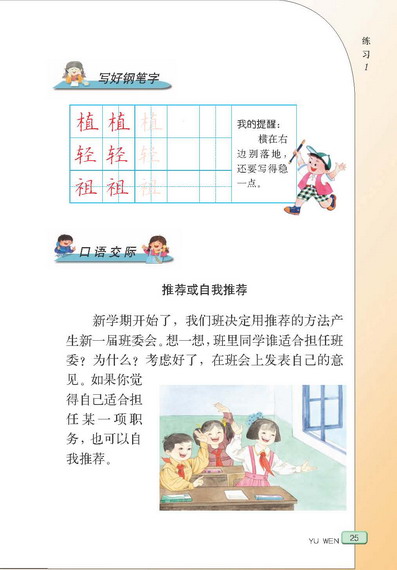 练习1
写好钢笔字
植 植 植
轻 轻 轻
祖 祖 祖
我的提醒：
横在右
边别落地，
还要写得稳
一点。
口语交际
推荐或自我推荐
新学期开始了，我们班决定用推荐的方法产
生新一届班委会。想一想，班里同学谁适合担任班
委？为什么？考虑好了，在班会上发表自己的意
见。如果你觉
得自己适合担
任某一项职
务，也可以自
我推荐。
YU WEN 25